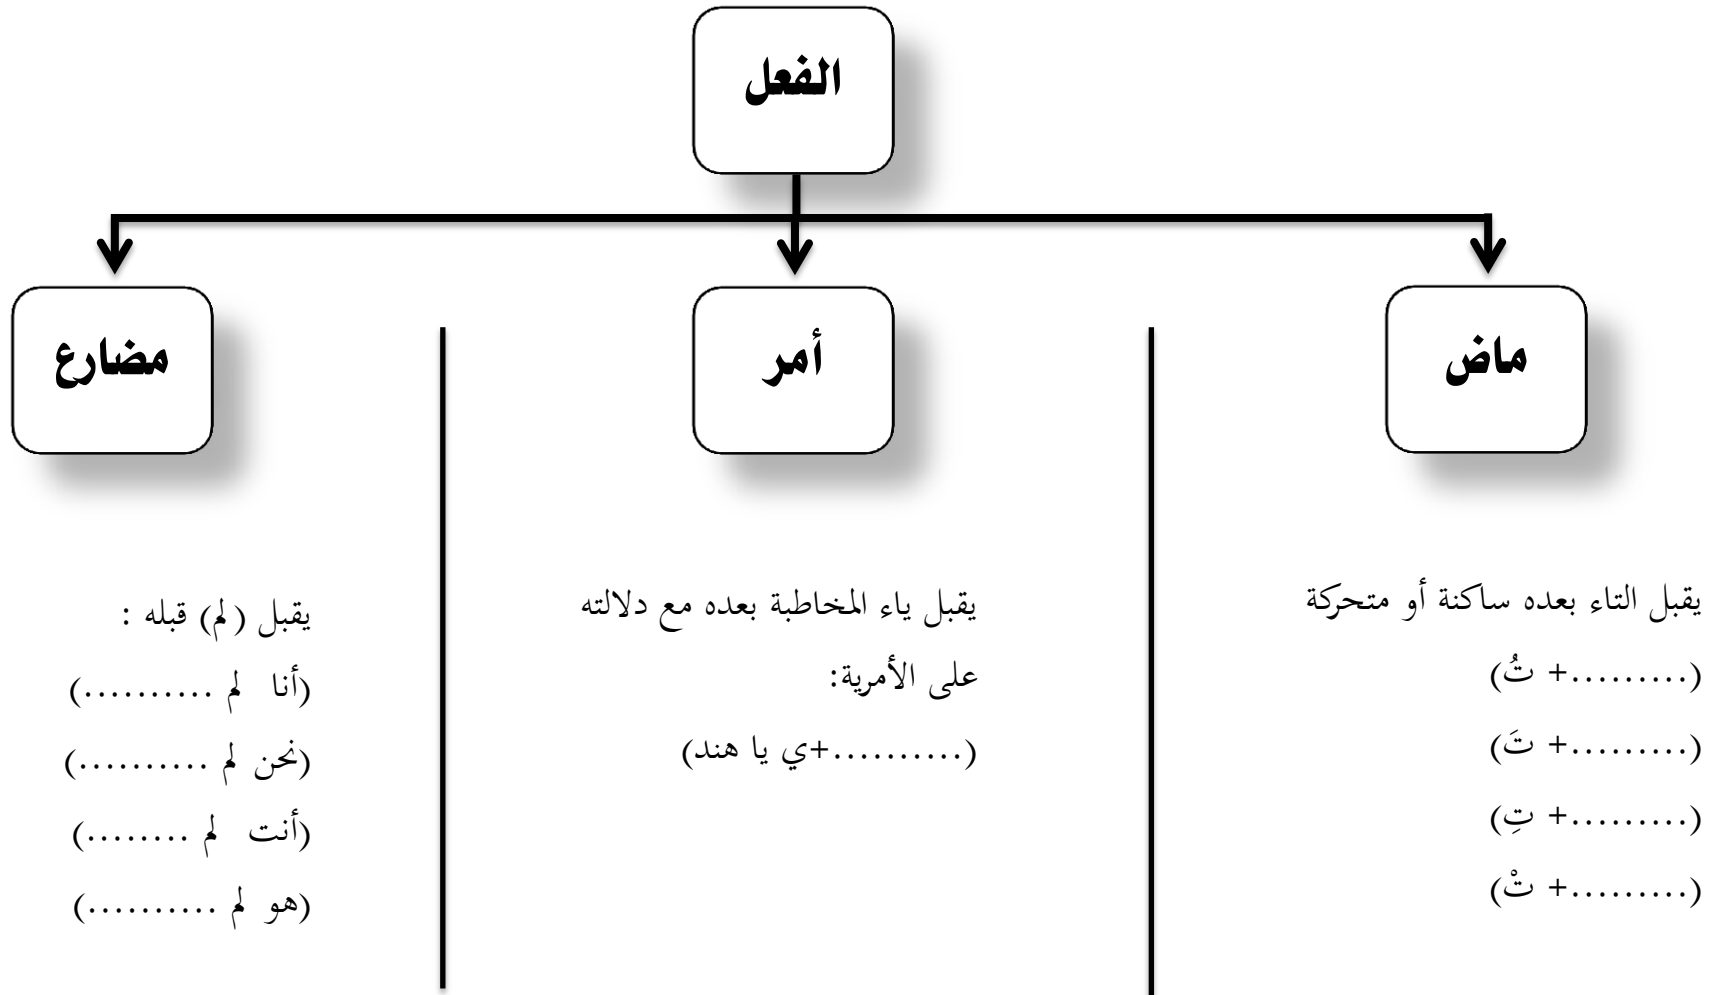 الفعل
ماض
أمر
مضارع
يقبل التاء بعده ساكنة أو متحركة
(.........+ تُ)
(.........+ تَ)
(.........+ تِ)
(.........+ تْ)
يقبل ياء المخاطبة بعده مع دلالته
على الأمرية:
(..........+ي يا هند)
يقبل (لم) قبله :
(أنا لم ..........)
(نحن لم ..........)
(أنت لم ........)
(هو لم ..........)